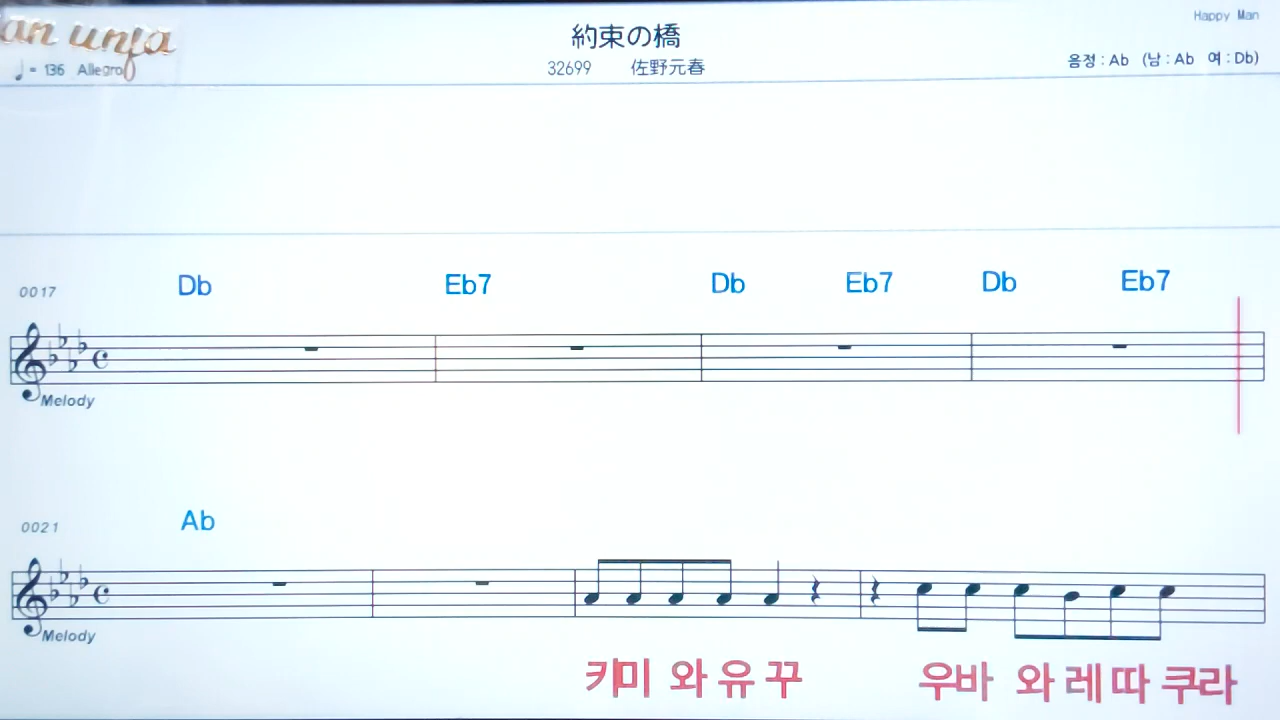 an unfa
Happy Man
約束の橋
♩= 136 Allegro
32699 佐野元春
음정 : Ab (남 : Ab 여 : Db)
0017
Db Eb7 Db Eb7 Db Eb7
Melody
0021
Ab
Melody
키미 와 유 꾸 우바 와 레 따 쿠라